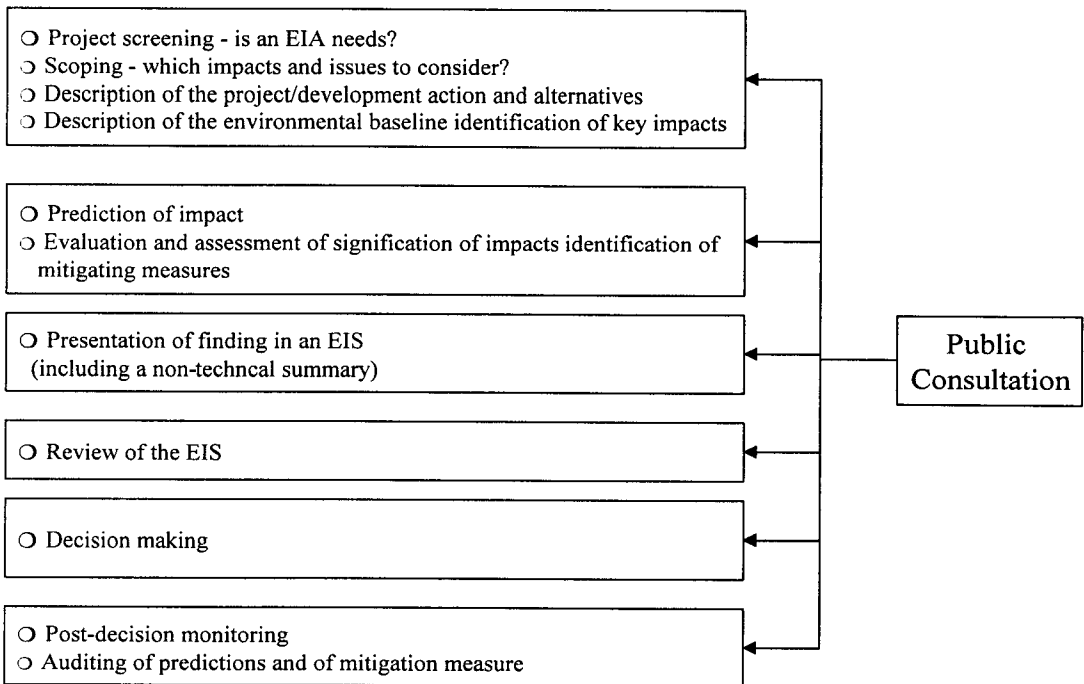 ❍ Project screening - is an EIA needs?
❍ Scoping - which impacts and issues to consider?
❍ Description of the project/development action and alternatives
❍ Description of the environmental baseline identification of key impacts
❍ Prediction of impact
❍ Evaluation and assessment of signification of impacts identification of
mitigating measures
❍ Presentation of finding in an EIS
(including a non-techncal summary)
❍ Review of the EIS
❍ Decision making
❍ Post-decision monitoring
❍ Auditing of predictions and of mitigation measure
Public
Consultation